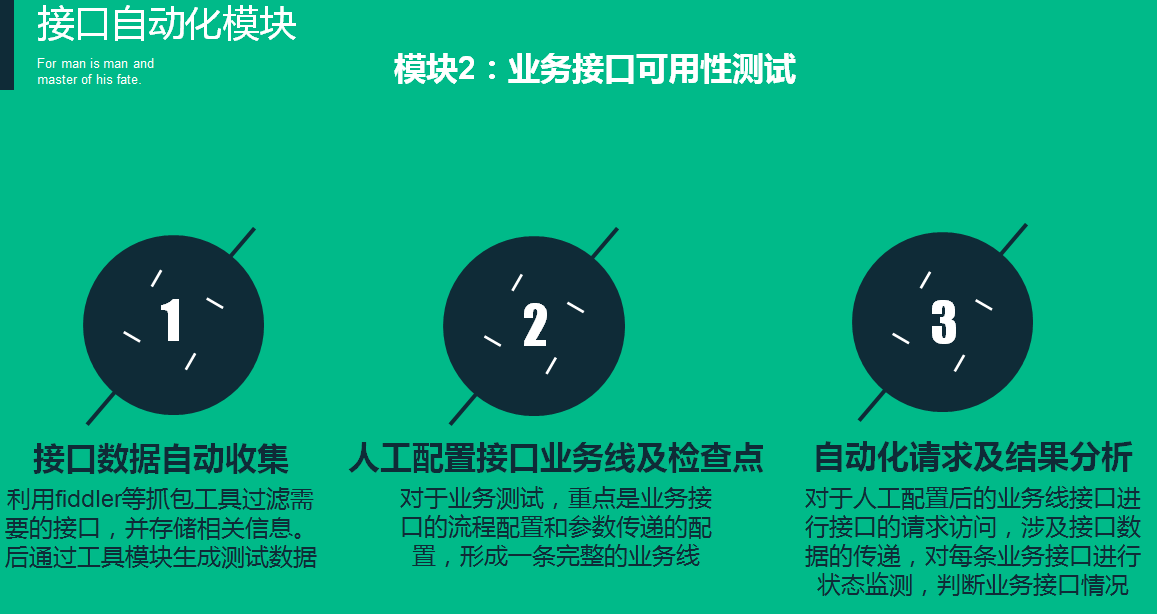 接口自动化模块
For man is man and
master of his fate.
模块2：业务接口可用性测试
1
接口数据自动收集
利用fiddler等抓包工具过滤需
要的接口，并存储相关信息。
后通过工具模块生成测试数据
2
人工配置接口业务线及检查点
对于业务测试，重点是业务接
口的流程配置和参数传递的配
置，形成一条完整的业务线
3
自动化请求及结果分析
对于人工配置后的业务线接口进
行接口的请求访问，涉及接口数
据的传递，对每条业务接口进行
状态监测，判断业务接口情况